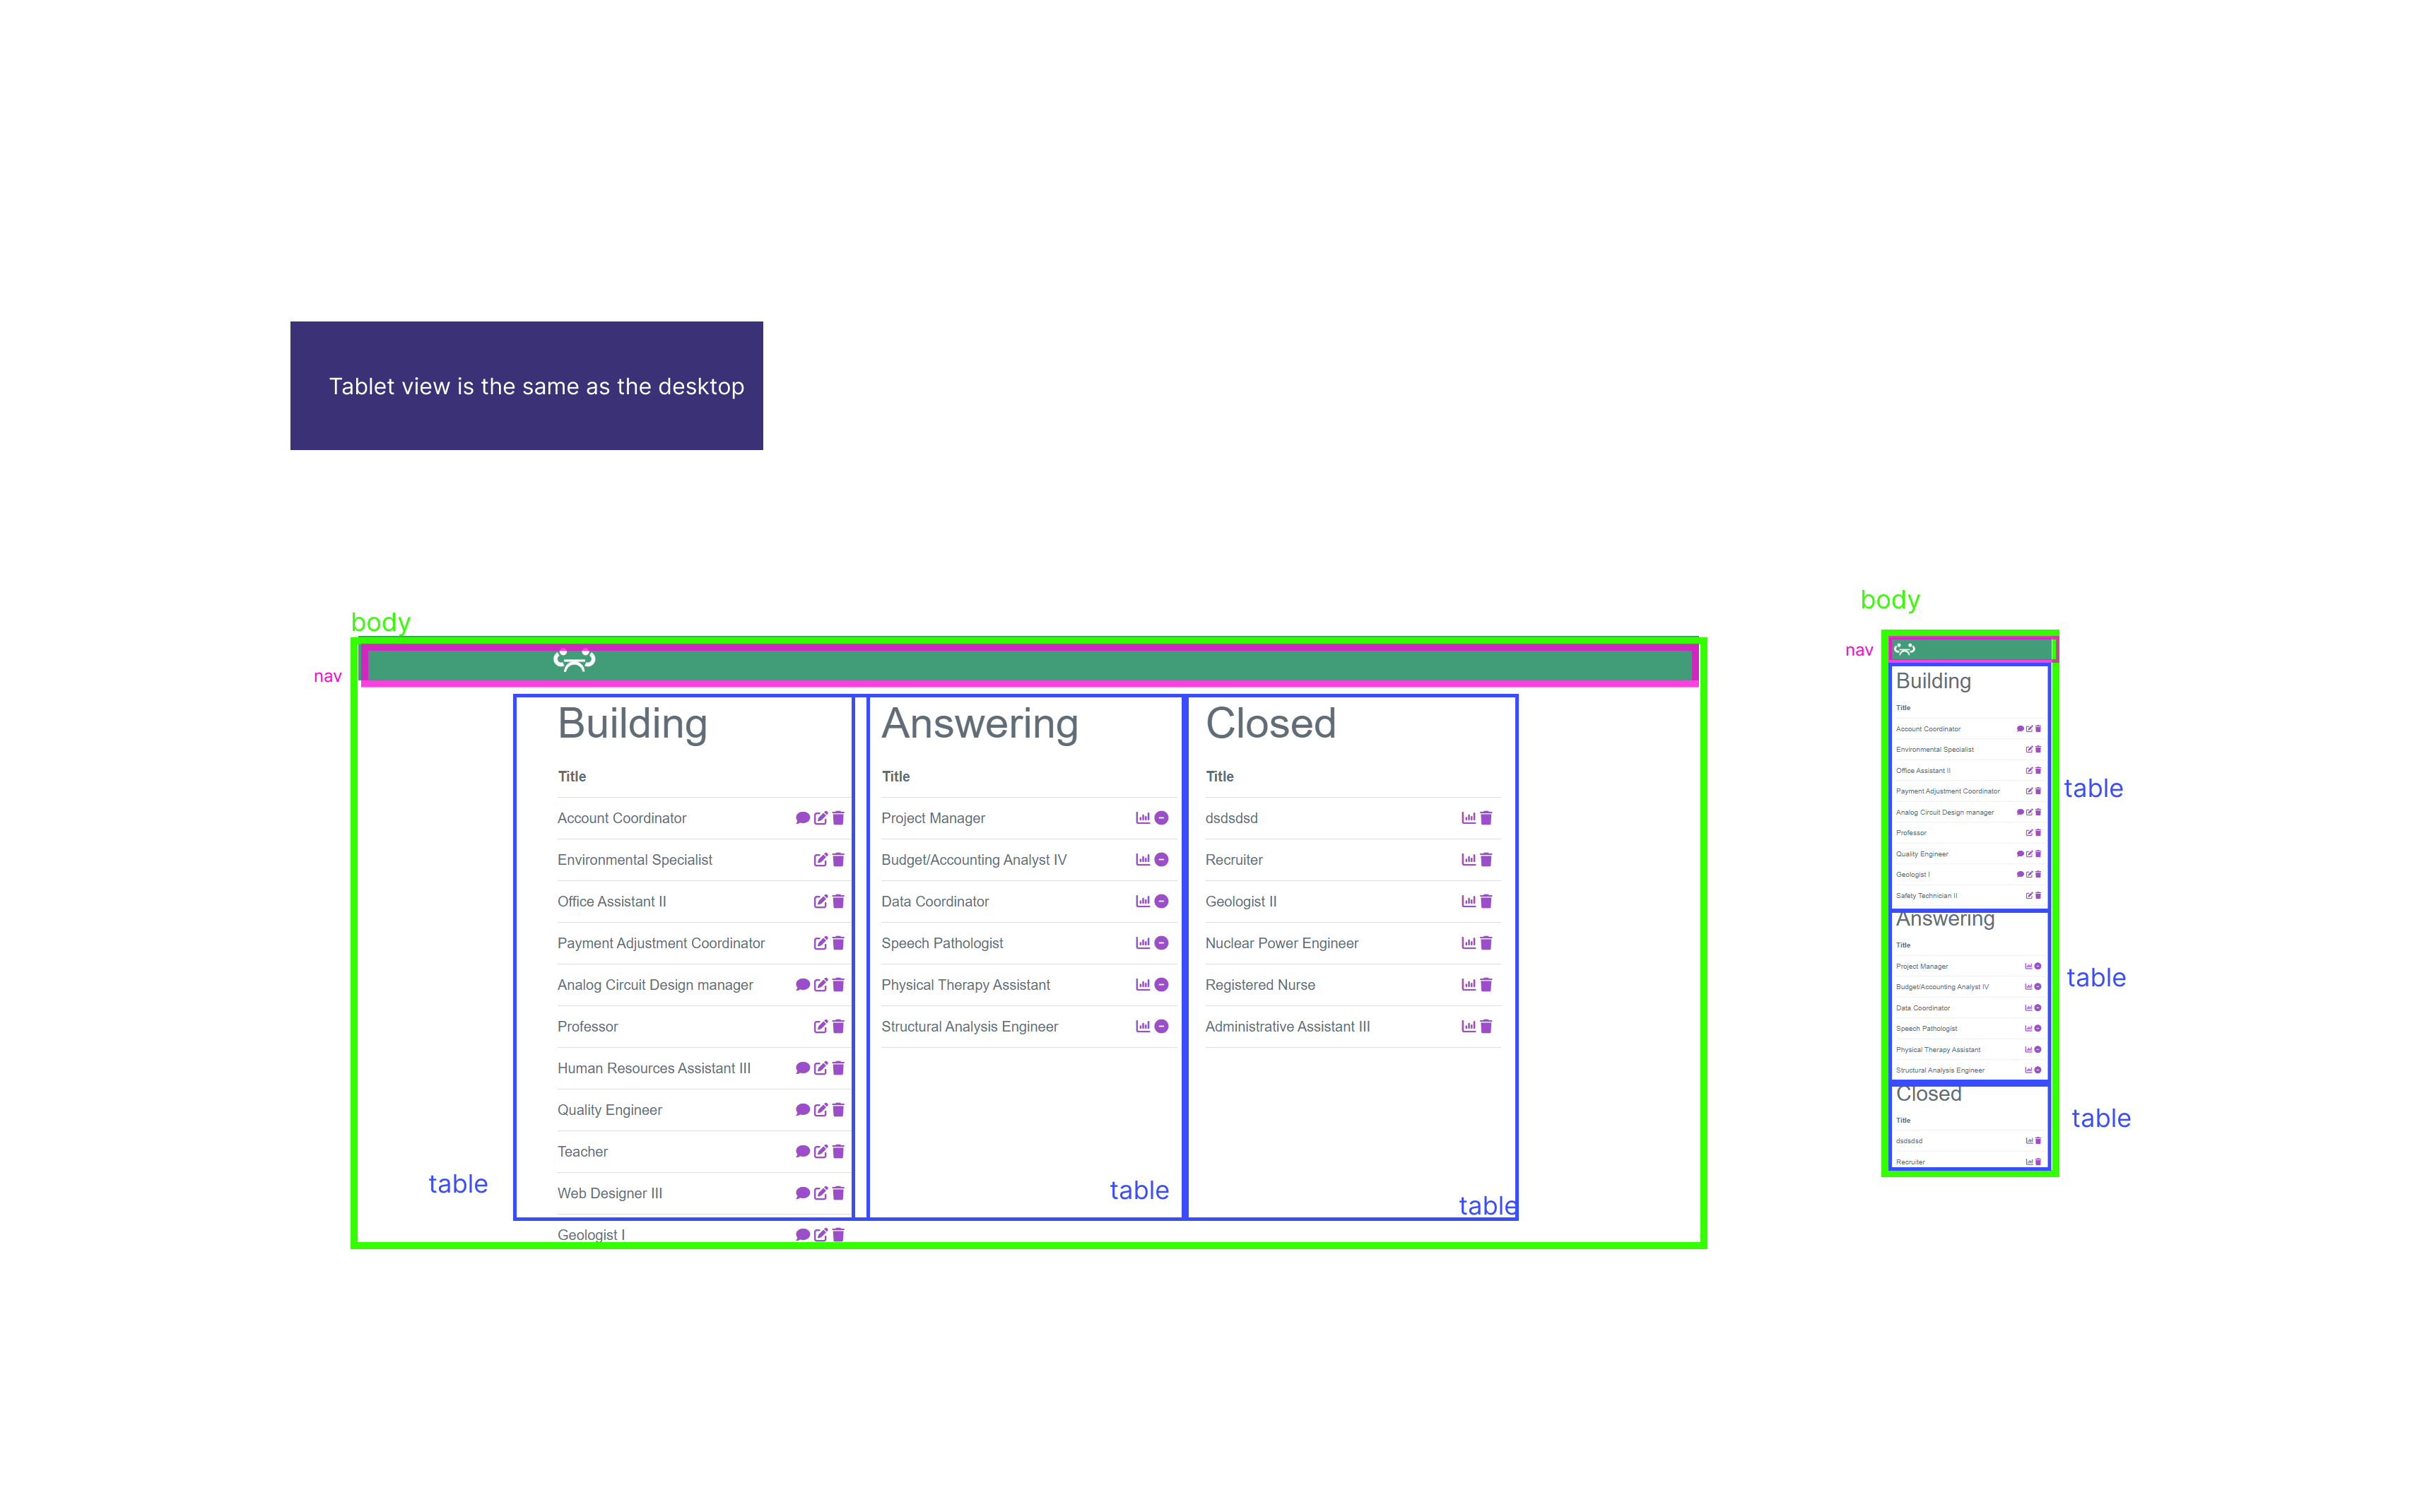 Tablet view is the same as the desktop
body
nav
Building
Title
Account Coordinator
Environmental Specialist
Office Assistant II
Payment Adjustment Coordinator
Analog Circuit Design manager
Professor
Human Resources Assistant III
Quality Engineer
Teacher
Web Designer III
Geologist I
table
Answering
Title
Project Manager
Budget/Accounting Analyst IV
Data Coordinator
Speech Pathologist
Physical Therapy Assistant
Structural Analysis Engineer
table
Closed
Title
dsdsdsd
Recruiter
Geologist II
Nuclear Power Engineer
Registered Nurse
Administrative Assistant III
table
body
nav
Building
Title
Account Coordinator
Environmental Specialist
Office Assistant II
Payment Adjustment Coordinator
Analog Circuit Design manager
Professor
Quality Engineer
Geologist I
Safety Technician II
table
Answering
Title
Project Manager
Budget/Accounting Analyst IV
Data Coordinator
Speech Pathologist
Physical Therapy Assistant
Structural Analysis Engineer
table
Closed
Title
dsdsdsd
Recruiter
table